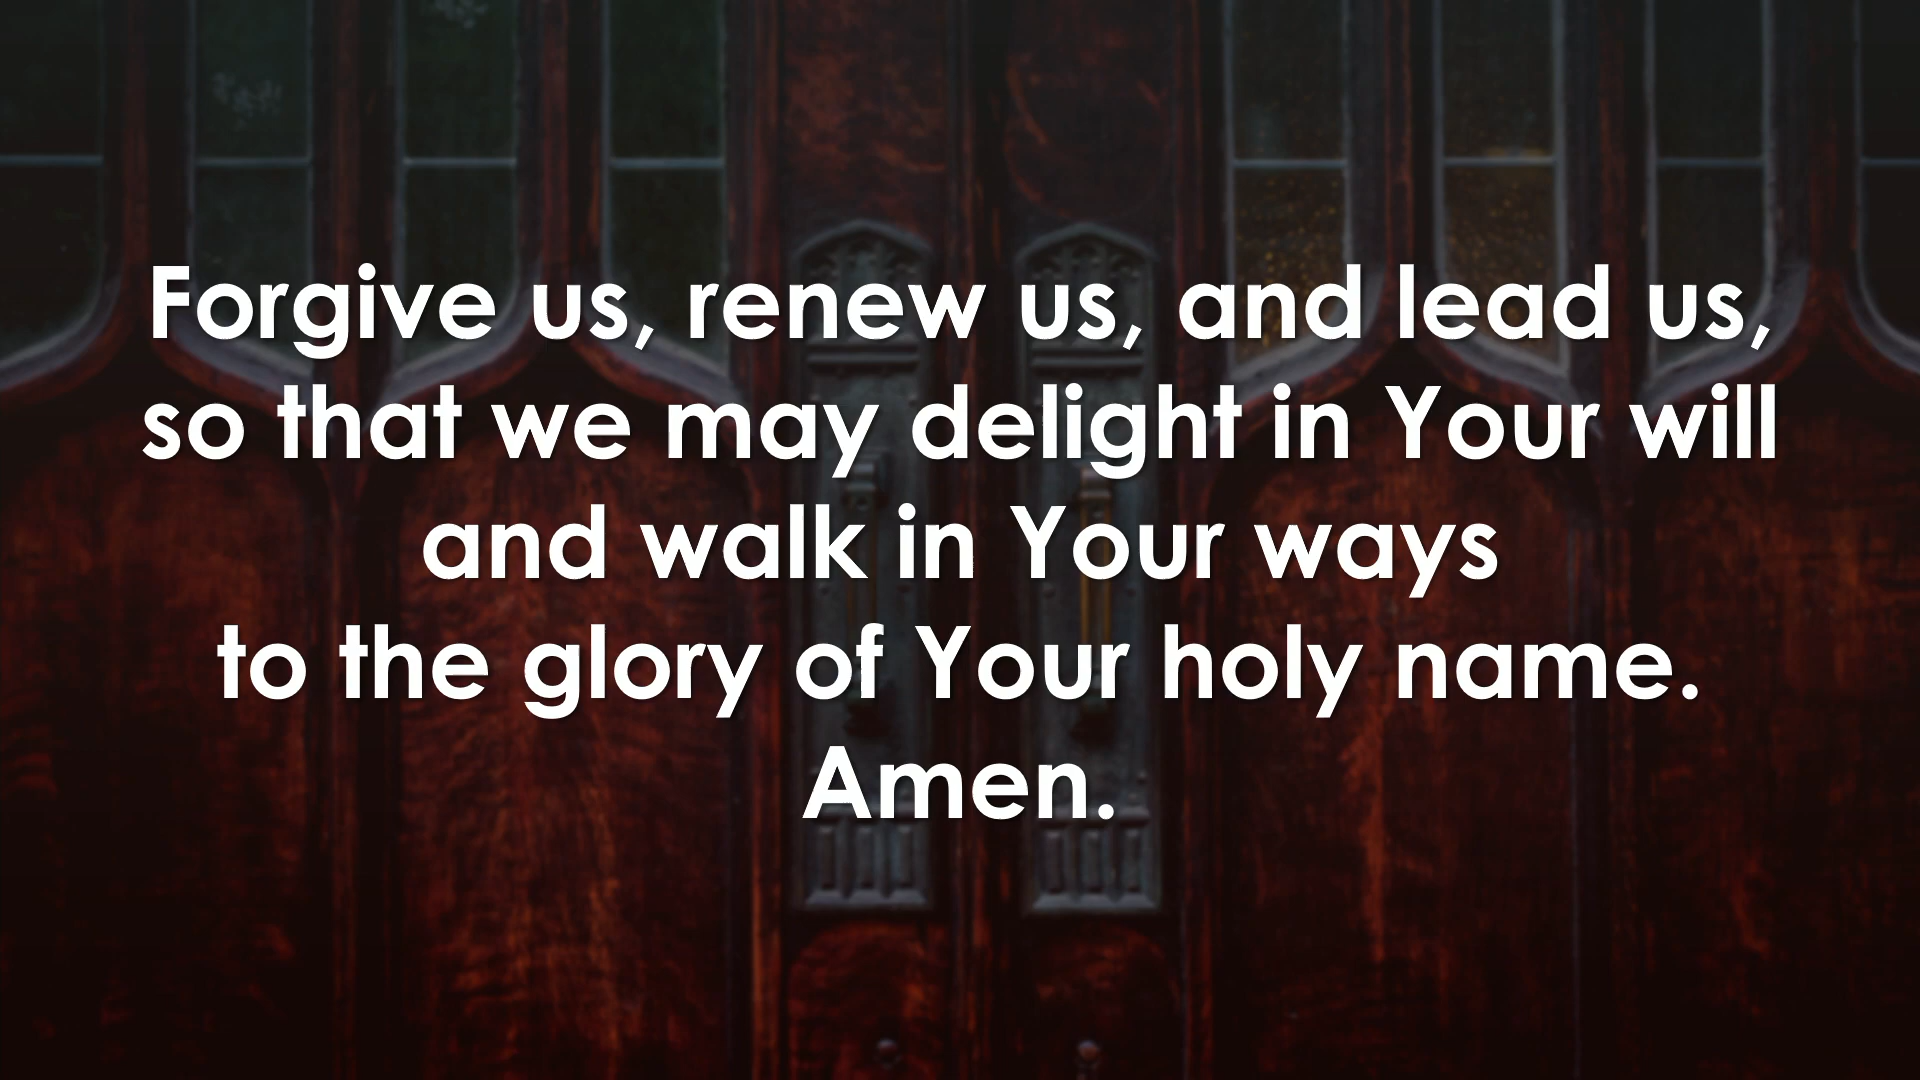 Forgive us, renew us, and lead us,
so that we may delight in Your will
and walk in Your ways
to the glory of Your holy name.
Amen.